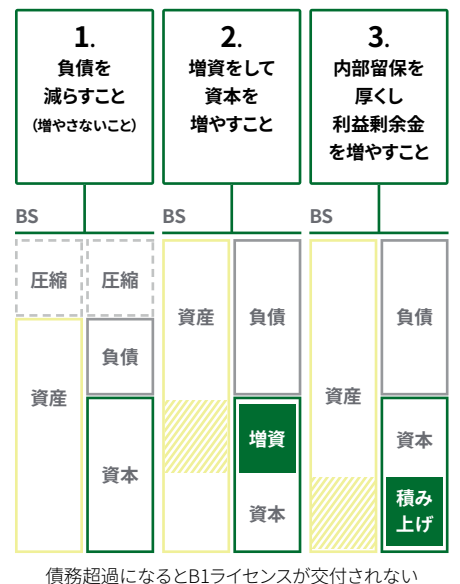 1.
負債を
減らすこと
（増やさないこと）
2.
増資をして
資本を
増やすこと
3.
内部留保を
厚くし
利益剰余金
を増やすこと
BS
圧縮
圧縮
負債
資産
資本
BS
資産
負債
増資
資本
BS
負債
資産
資本
積み
上げ
債務超過になるとB1ライセンスが交付されない